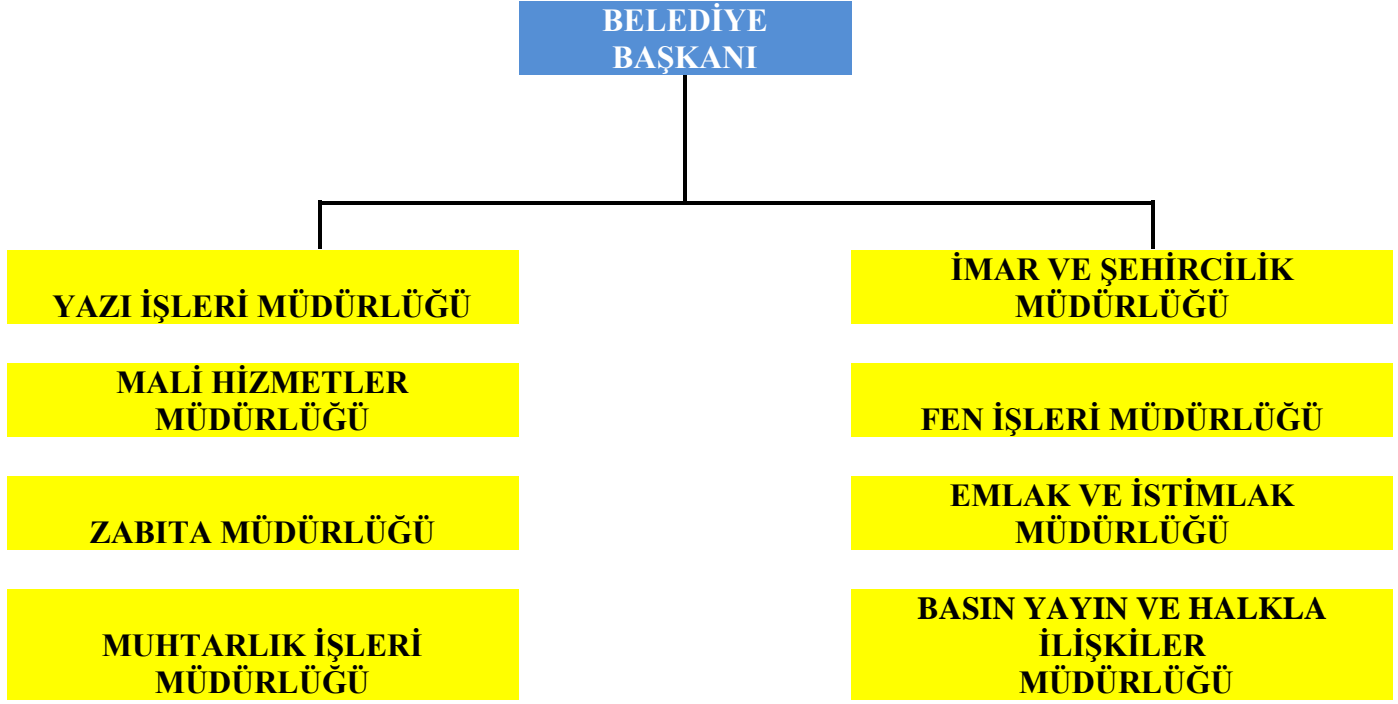 BELEDİYE
BAŞKANI
YAZI İŞLERİ MÜDÜRLÜĞÜ
İMAR VE ŞEHİRCİLİK
MÜDÜRLÜĞÜ
MALİ HİZMETLER
MÜDÜRLÜĞÜ
FEN İŞLERİ MÜDÜRLÜĞÜ
ZABITA MÜDÜRLÜĞÜ
EMLAK VE İSTİMLAK
MÜDÜRLÜĞÜ
MUHTARLIK İŞLERİ
MÜDÜRLÜĞÜ
BASIN YAYIN VE HALKLA
İLİŞKİLER
MÜDÜRLÜĞÜ